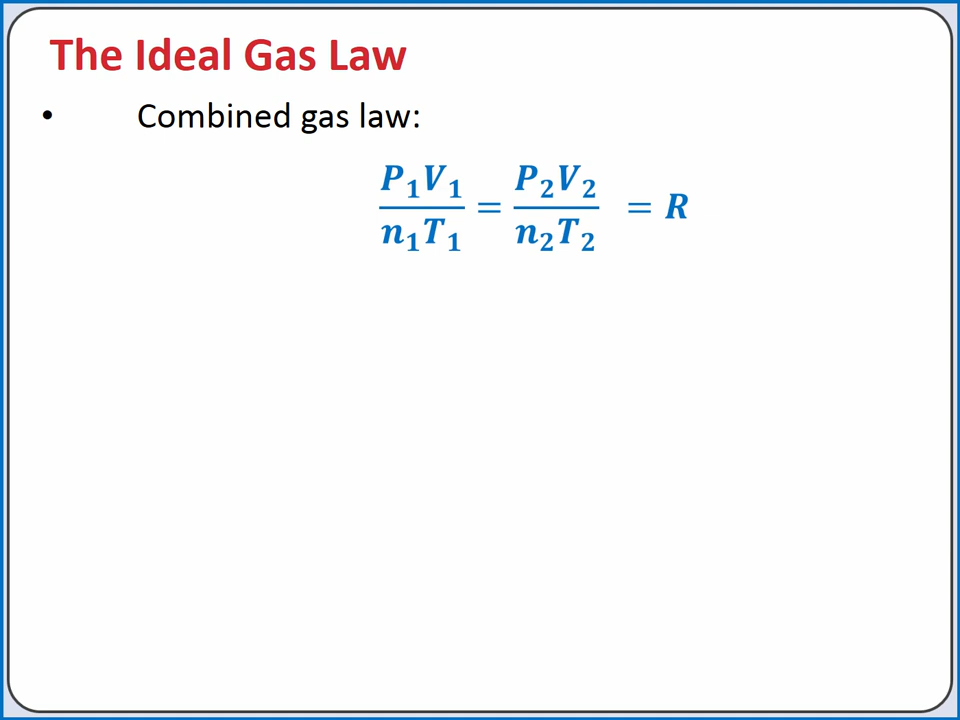 The Ideal Gas Law
• Combined gas law:
P₁V₁/n₁T₁ = P₂V₂/n₂T₂ = R